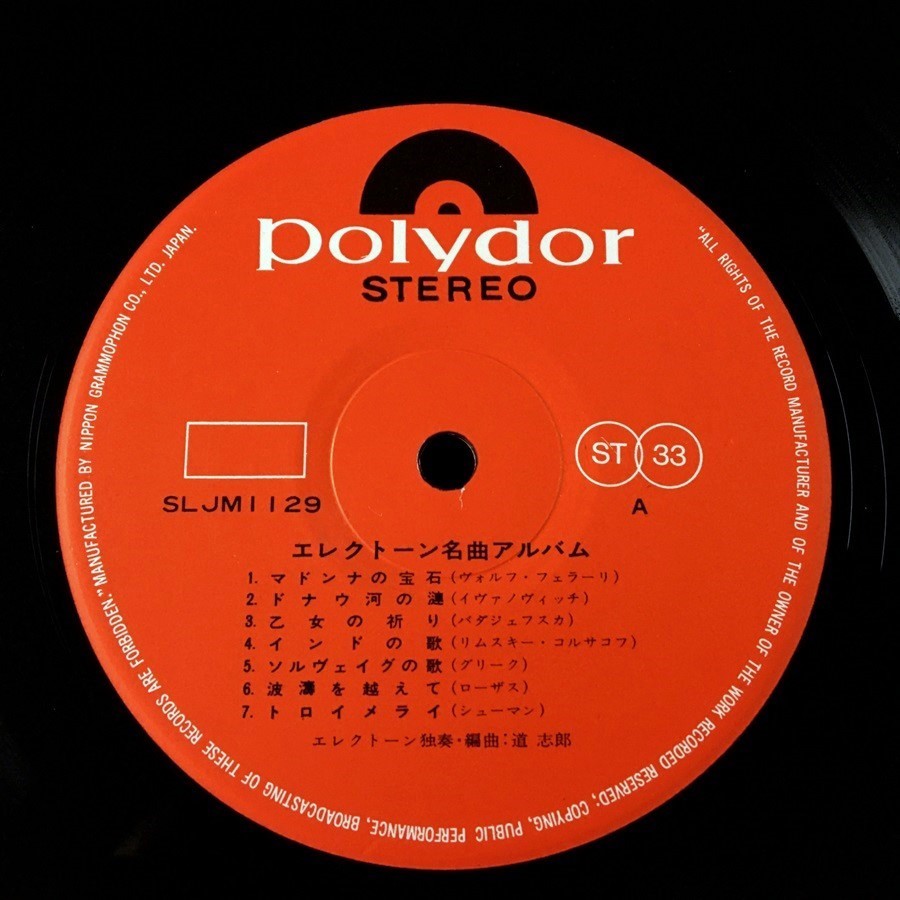 polydor
STEREO
ST 33
SLJM1129
A
エレクトーン名曲アルバム
1. マドンナの宝石(ヴォルフ・フェラーリ)
2. ドナウ河の漣(イヴァノヴィッチ)
3. 乙女の祈り(バダジェフスカ)
4. インドの歌(リムスキー・コルサコフ)
5. ソルヴェイグの歌(グリーク)
6. 波濤を越えて(ローザス)
7. トロイメライ(シューマン)
エレクトーン独奏・編曲:道 志郎
"ALL RIGHTS OF THE RECORD MANUFACTURER AND OF THE OWNER OF THE WORK RECORDED RESERVED; COPYING, PUBLIC PERFORMANCE, BROADCASTING OF THESE RECORDS ARE FORBIDDEN." MANUFACTURED BY NIPPON GRAMMOPHON CO., LTD. JAPAN.